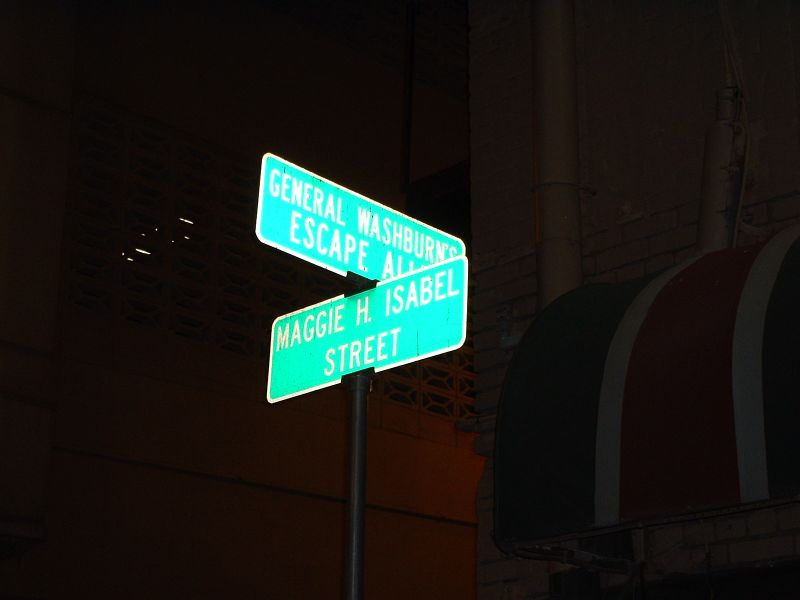 GENERAL WASHBURN'S
ESCAPE
MAGGIE H. ISABEL
STREET